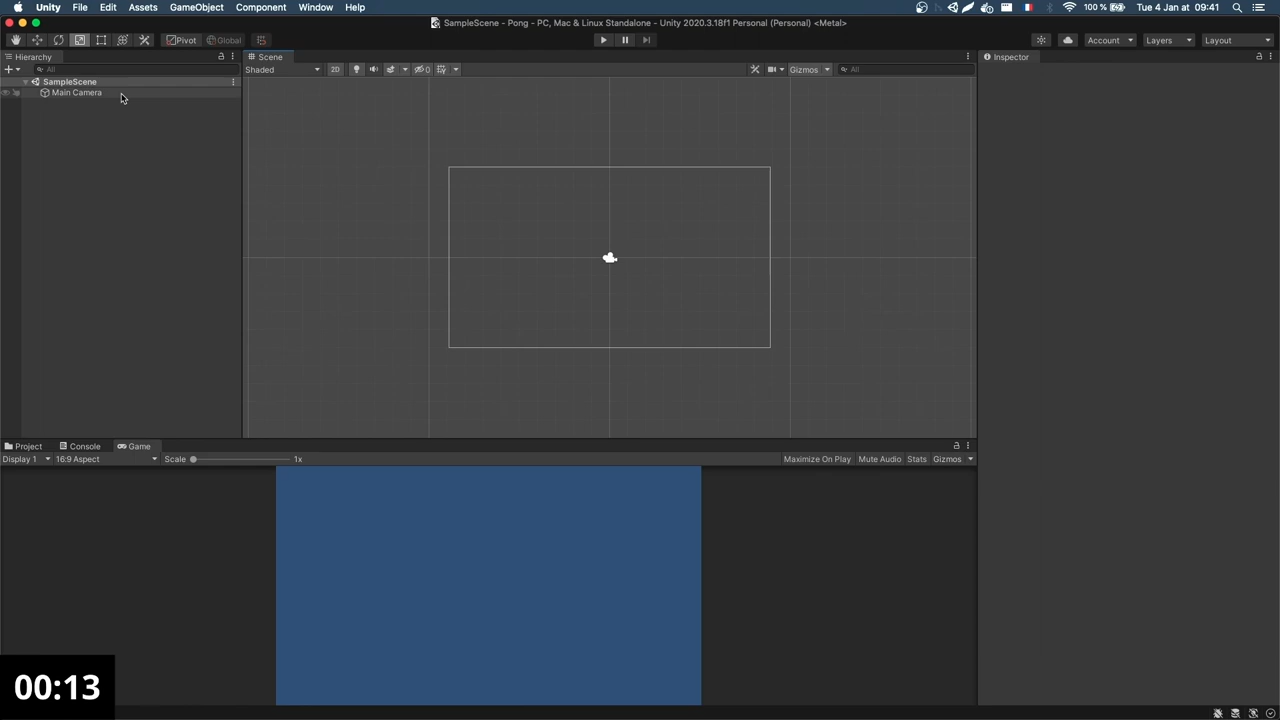 Unity File Edit Assets GameObject Component Window Help 100 % Tue 4 Jan at 09:41
SampleScene - Pong - PC, Mac & Linux Standalone - Unity 2020.3.18f1 Personal (Personal) <Metal>
Pivot Global Account Layers Layout
Hierarchy Scene Inspector
All Shaded 2D 0 Gizmos All
SampleScene
Main Camera
Project Console Game
Display 1 16:9 Aspect Scale 1x Maximize On Play Mute Audio Stats Gizmos
00:13